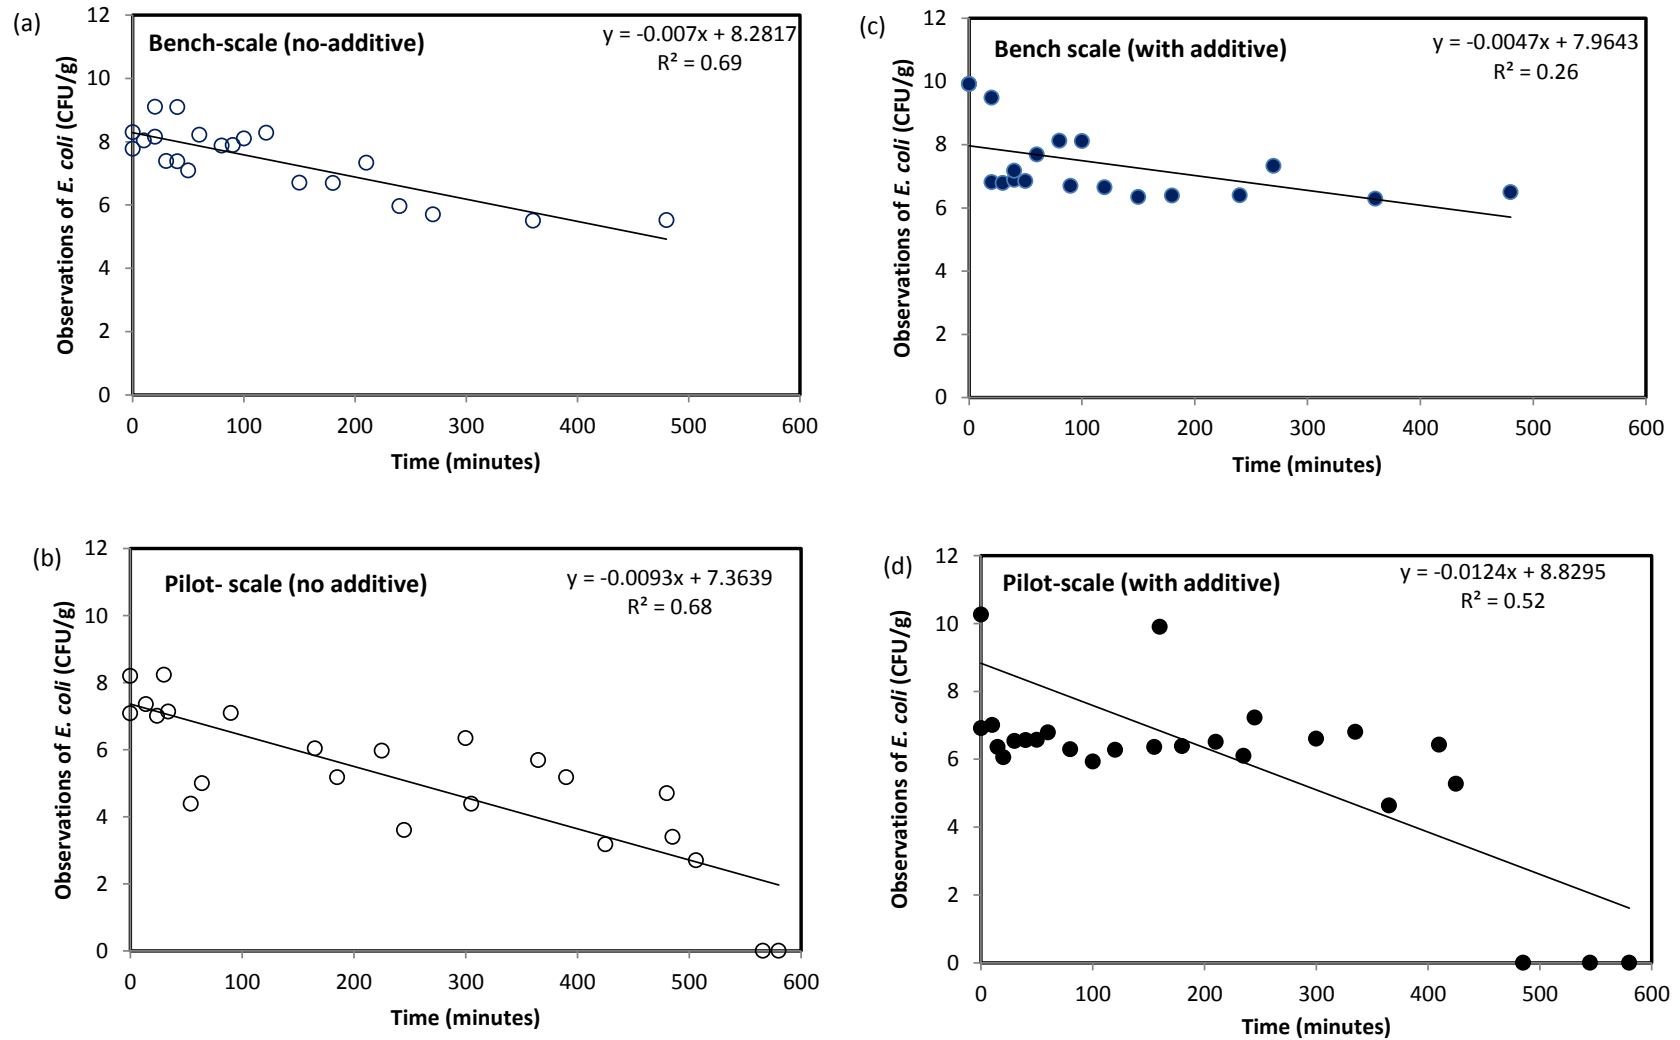 (a)
Bench-scale (no-additive)
y = -0.007x + 8.2817
R² = 0.69
Observations of E. coli (CFU/g)
12
10
8
6
4
2
0
0 100 200 300 400 500 600
Time (minutes)
(c)
Bench scale (with additive)
y = -0.0047x + 7.9643
R² = 0.26
Observations of E. coli (CFU/g)
12
10
8
6
4
2
0
0 100 200 300 400 500 600
Time (minutes)
(b)
Pilot- scale (no additive)
y = -0.0093x + 7.3639
R² = 0.68
Observations of E. coli (CFU/g)
12
10
8
6
4
2
0
0 100 200 300 400 500 600
Time (minutes)
(d)
Pilot-scale (with additive)
y = -0.0124x + 8.8295
R² = 0.52
Observations of E. coli (CFU/g)
12
10
8
6
4
2
0
0 100 200 300 400 500 600
Time (minutes)